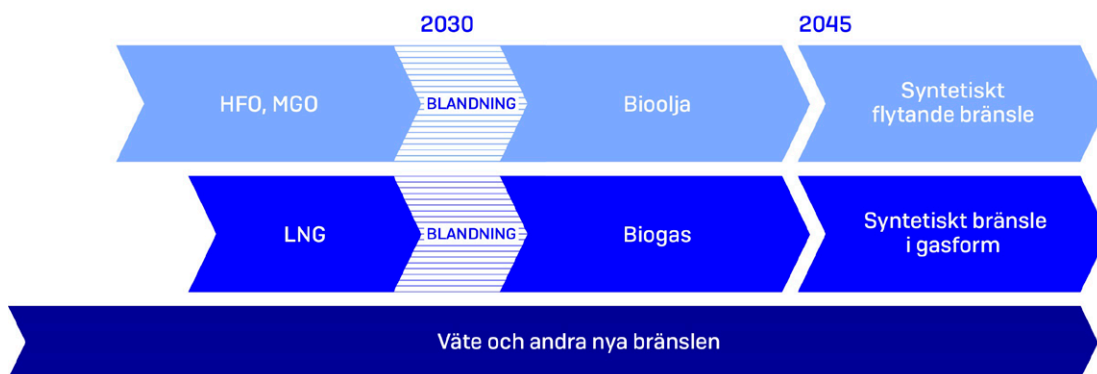 2030
2045
HFO, MGO
BLANDNING
Bioolja
Syntetiskt
flytande bränsle
LNG
BLANDNING
Biogas
Syntetiskt bränsle
i gasform
Väte och andra nya bränslen